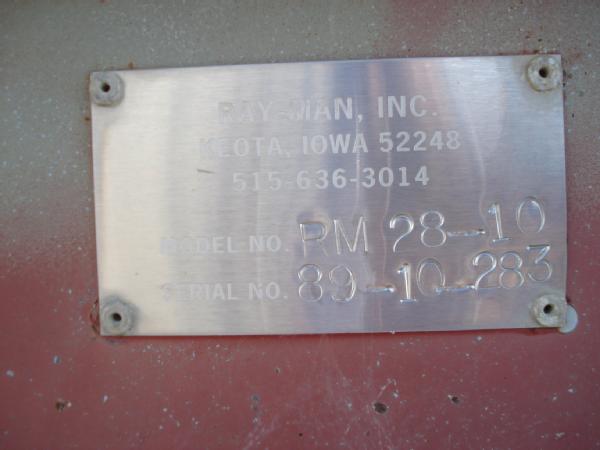 RAY-MAN, INC.
KEOTA, IOWA 52248
515-636-3014
MODEL NO. RM 28-10
SERIAL NO. 89-10-283